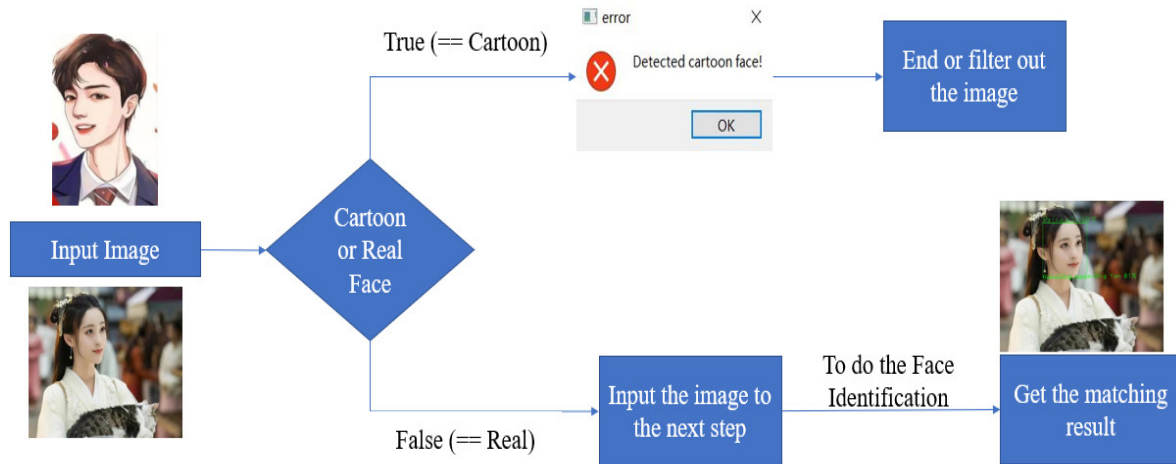 True (== Cartoon)
error
X
Detected cartoon face!
OK
End or filter out
the image
Input Image
Cartoon
or Real
Face
False (== Real)
Input the image to
the next step
To do the Face
Identification
Get the matching
result